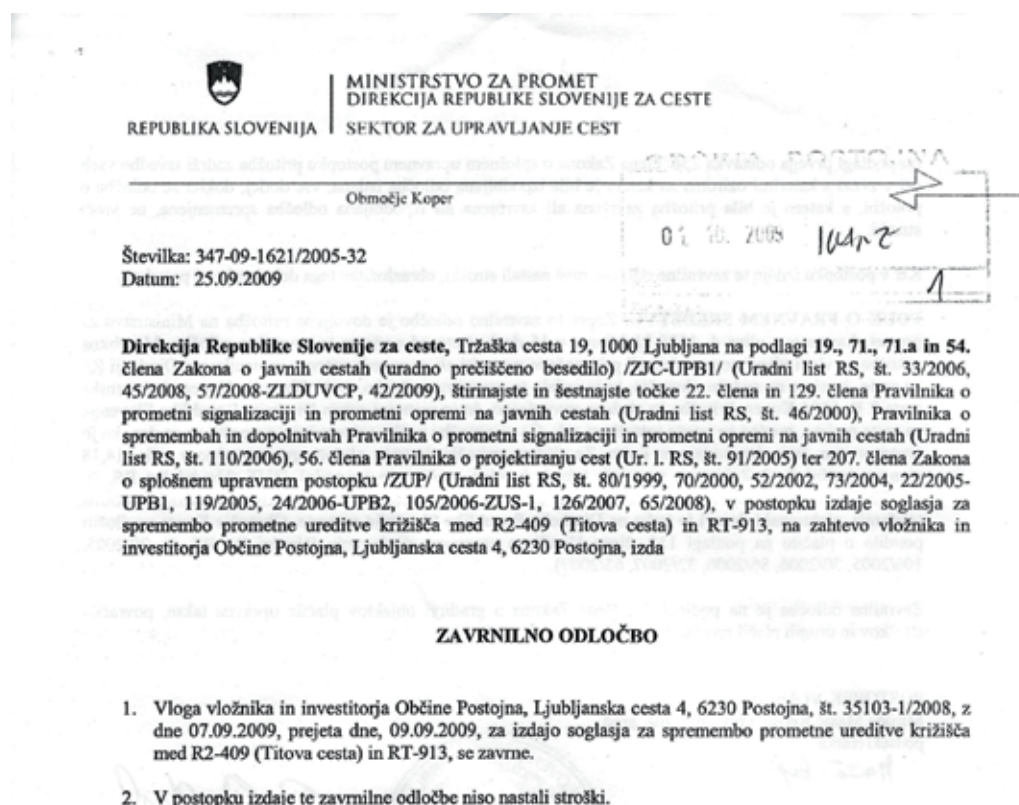 REPUBLIKA SLOVENIJA
MINISTRSTVO ZA PROMET
DIREKCIJA REPUBLIKE SLOVENIJE ZA CESTE
SEKTOR ZA UPRAVLJANJE CEST
Območje Koper
POSTOJNA
01. 10. 2009
1
Številka: 347-09-1621/2005-32
Datum: 25.09.2009
Direkcija Republike Slovenije za ceste, Tržaška cesta 19, 1000 Ljubljana na podlagi 19., 71., 71.a in 54.
člena Zakona o javnih cestah (uradno prečiščeno besedilo) /ZJC-UPB1/ (Uradni list RS, št. 33/2006,
45/2008, 57/2008-ZLDUVCP, 42/2009), štirinajste in šestnajste točke 22. člena in 129. člena Pravilnika o
prometni signalizaciji in prometni opremi na javnih cestah (Uradni list RS, št. 46/2000), Pravilnika o
spremembah in dopolnitvah Pravilnika o prometni signalizaciji in prometni opremi na javnih cestah (Uradni
list RS, št. 110/2006), 56. člena Pravilnika o projektiranju cest (Ur. l. RS, št. 91/2005) ter 207. člena Zakona
o splošnem upravnem postopku /ZUP/ (Uradni list RS, št. 80/1999, 70/2000, 52/2002, 73/2004, 22/2005-
UPB1, 119/2005, 24/2006-UPB2, 105/2006-ZUS-1, 126/2007, 65/2008), v postopku izdaje soglasja za
spremembo prometne ureditve križišča med R2-409 (Titova cesta) in RT-913, na zahtevo vložnika in
investitorja Občine Postojna, Ljubljanska cesta 4, 6230 Postojna, izda
ZAVRNILNO ODLOČBO
1. Vloga vložnika in investitorja Občine Postojna, Ljubljanska cesta 4, 6230 Postojna, št. 35103-1/2008, z
dne 07.09.2009, prejeta dne, 09.09.2009, za izdajo soglasja za spremembo prometne ureditve križišča
med R2-409 (Titova cesta) in RT-913, se zavrne.
2. V postopku izdaje te zavrnilne odločbe niso nastali stroški.